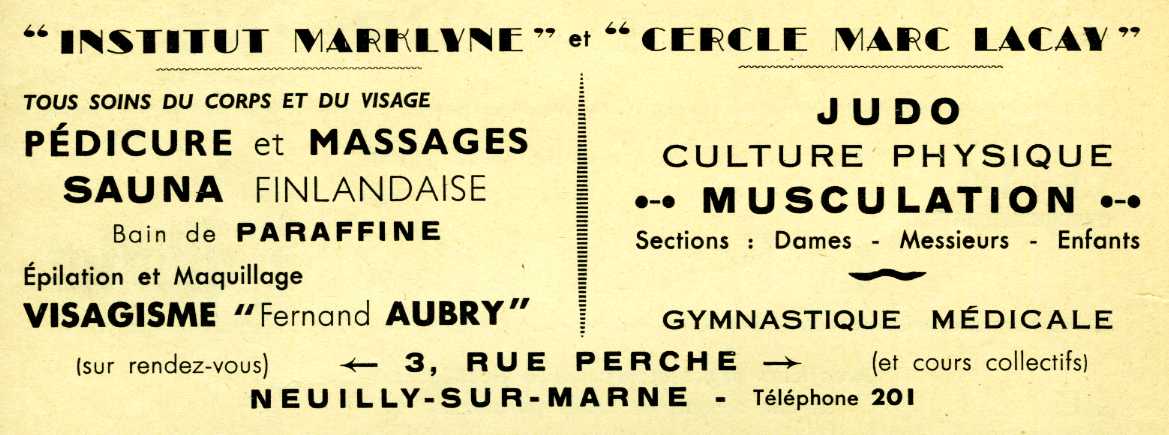 “ INSTITUT MARKLYNE ” et “ CERCLE MARC LACAY ”
TOUS SOINS DU CORPS ET DU VISAGE
PÉDICURE et MASSAGES
SAUNA FINLANDAISE
Bain de PARAFFINE
Épilation et Maquillage
VISAGISME "Fernand AUBRY"
(sur rendez-vous)
JUDO
CULTURE PHYSIQUE
•-• MUSCULATION •-•
Sections : Dames - Messieurs - Enfants
GYMNASTIQUE MÉDICALE
(et cours collectifs)
← 3, RUE PERCHE →
NEUILLY-SUR-MARNE - Téléphone 201